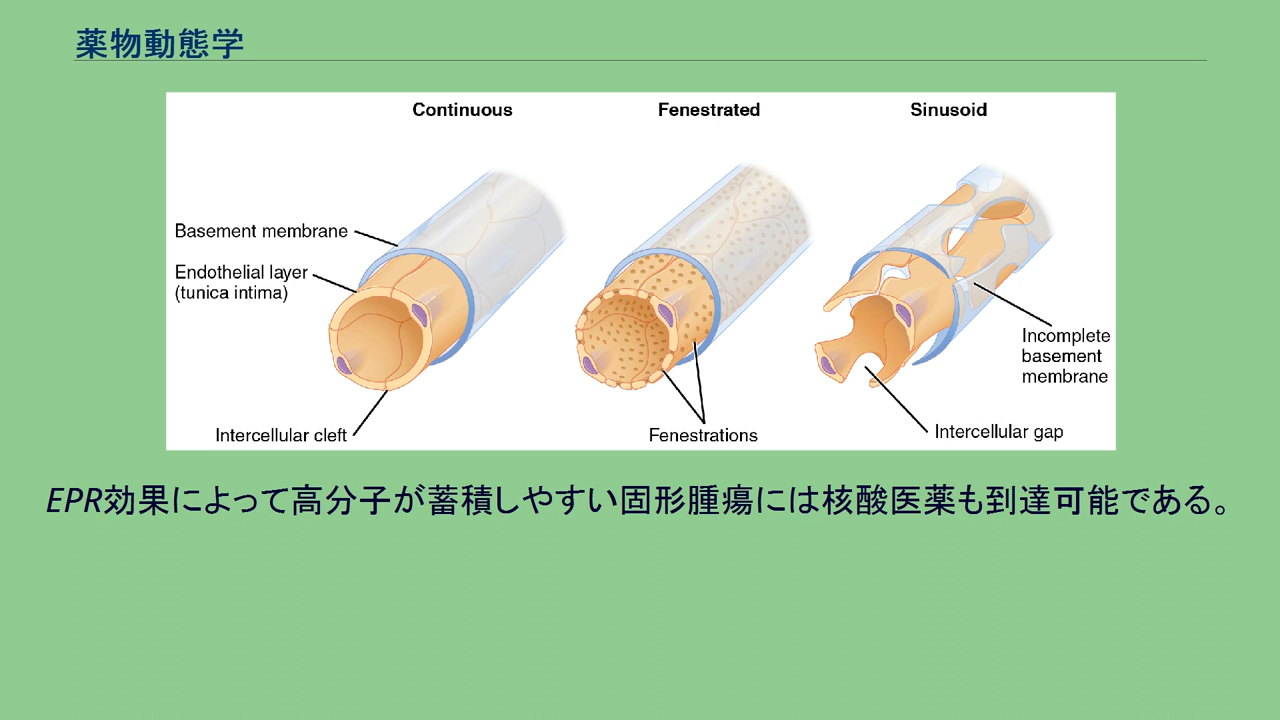 薬物動態学
Continuous
Fenestrated
Sinusoid
Basement membrane
Endothelial layer
(tunica intima)
Intercellular cleft
Fenestrations
Incomplete
basement
membrane
Intercellular gap
EPR効果によって高分子が蓄積しやすい固形腫瘍には核酸医薬も到達可能である。